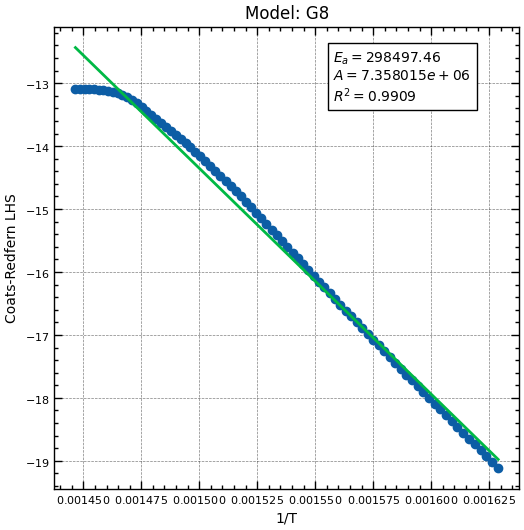 Model: G8
E_a = 298497.46
A = 7.358015e + 06
R^2 = 0.9909
Coats-Redfern LHS
−13
−14
−15
−16
−17
−18
−19
0.001450 0.001475 0.001500 0.001525 0.001550 0.001575 0.001600 0.001625
1/T